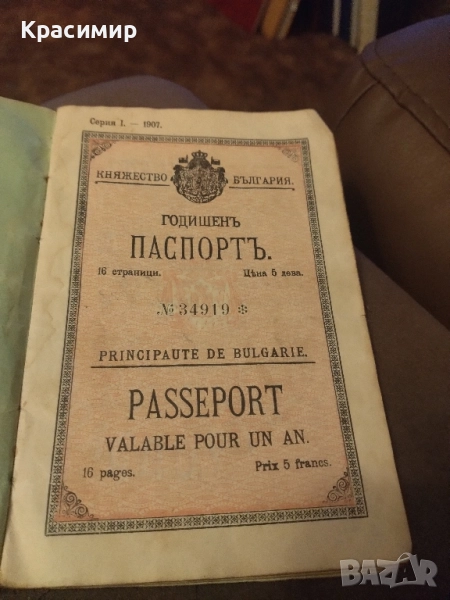 Красимир
Серия I. — 1907.
КНЯЖЕСТВО БЪЛГАРИЯ.
ГОДИШЕНЪ
ПАСПОРТЪ.
16 страници. Цѣна 5 лева.
№ 34919 *
PRINCIPAUTE DE BULGARIE.
PASSEPORT
VALABLE POUR UN AN.
16 pages. Prix 5 francs.
BAZAR